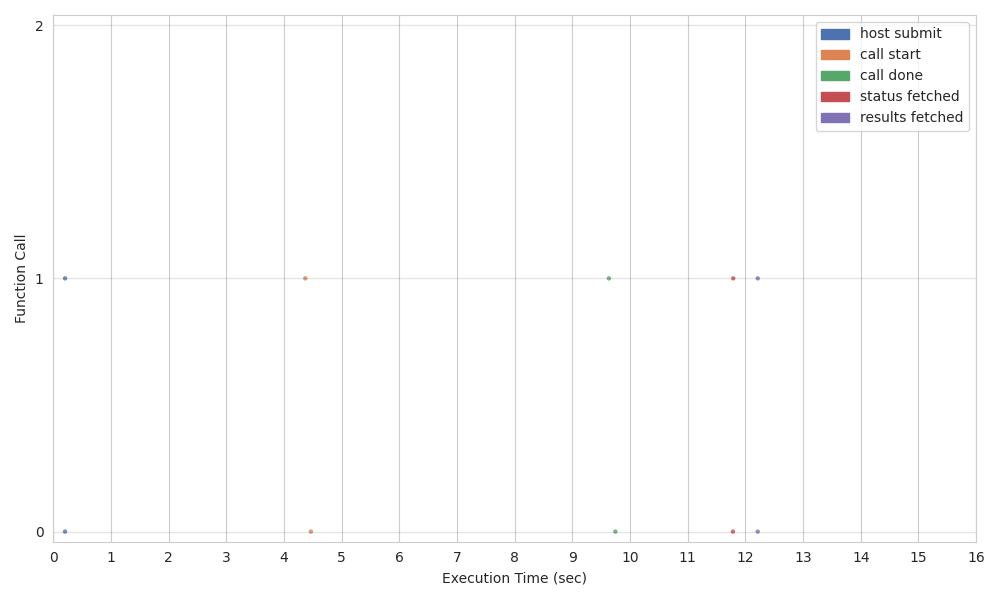 2
host submit
call start
call done
status fetched
results fetched
Function Call
1
0
0 1 2 3 4 5 6 7 8 9 10 11 12 13 14 15 16
Execution Time (sec)